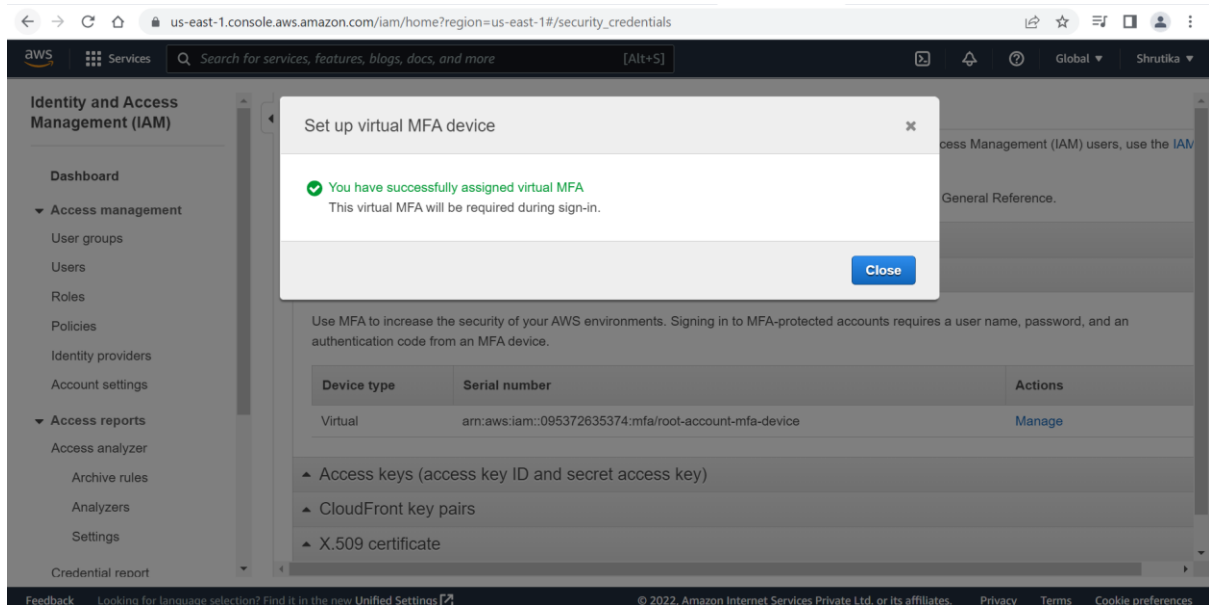 us-east-1.console.aws.amazon.com/iam/home?region=us-east-1#/security_credentials
aws Services Search for services, features, blogs, docs, and more [Alt+S] Global ▼ Shrutika ▼
Identity and Access
Management (IAM)
Dashboard
Access management
User groups
Users
Roles
Policies
Identity providers
Account settings
Access reports
Access analyzer
Archive rules
Analyzers
Settings
Credential report
Set up virtual MFA device
You have successfully assigned virtual MFA
This virtual MFA will be required during sign-in.
Close
cess Management (IAM) users, use the IAM
General Reference.
Use MFA to increase the security of your AWS environments. Signing in to MFA-protected accounts requires a user name, password, and an
authentication code from an MFA device.
Device type Serial number Actions
Virtual arn:aws:iam::095372635374:mfa/root-account-mfa-device Manage
Access keys (access key ID and secret access key)
CloudFront key pairs
X.509 certificate
Feedback Looking for language selection? Find it in the new Unified Settings © 2022, Amazon Internet Services Private Ltd. or its affiliates. Privacy Terms Cookie preferences